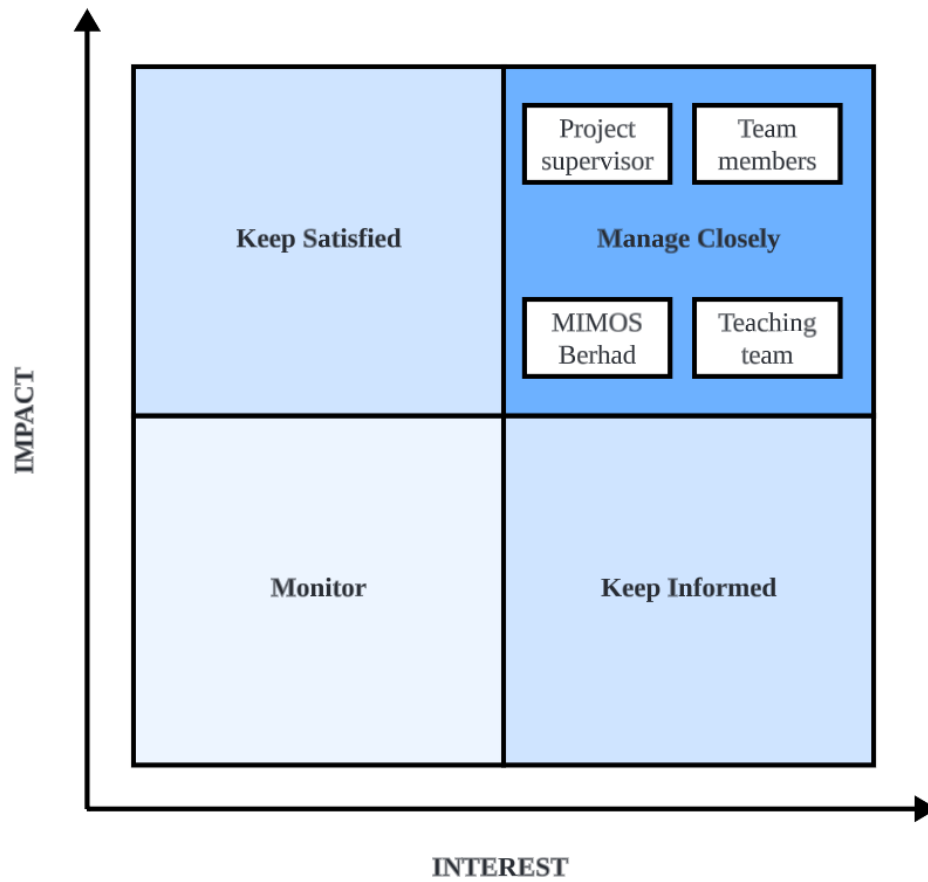 Project
supervisor
Team
members
Keep Satisfied
Manage Closely
MIMOS
Berhad
Teaching
team
IMPACT
Monitor
Keep Informed
INTEREST